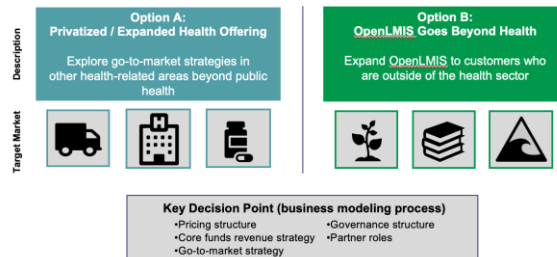 Description
Option A:
Privatized / Expanded Health Offering
Explore go-to-market strategies in
other health-related areas beyond public
health
Option B:
OpenLMIS Goes Beyond Health
Expand OpenLMIS to customers who
are outside of the health sector
Target Market
H
Key Decision Point (business modeling process)
•Pricing structure
•Core funds revenue strategy
•Go-to-market strategy
•Governance structure
•Partner roles